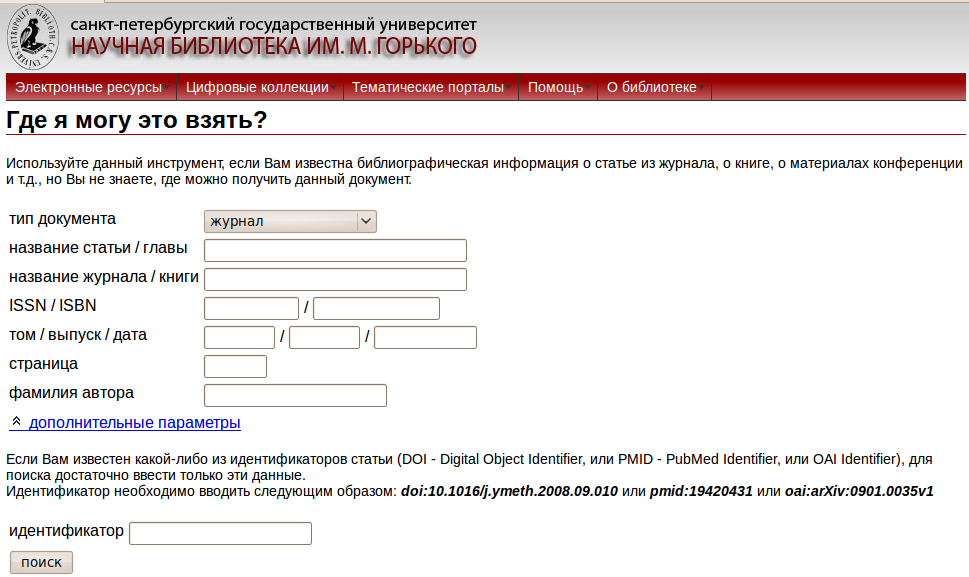 санкт-петербургский государственный университет
НАУЧНАЯ БИБЛИОТЕКА ИМ. М. ГОРЬКОГО
Электронные ресурсы Цифровые коллекции Тематические порталы Помощь О библиотеке
Где я могу это взять?
Используйте данный инструмент, если Вам известна библиографическая информация о статье из журнала, о книге, о материалах конференции
и т.д., но Вы не знаете, где можно получить данный документ.
тип документа журнал
название статьи / главы
название журнала / книги
ISSN / ISBN /
том / выпуск / дата / /
страница
фамилия автора
дополнительные параметры
Если Вам известен какой-либо из идентификаторов статьи (DOI - Digital Object Identifier, или PMID - PubMed Identifier, или OAI Identifier), для
поиска достаточно ввести только эти данные.
Идентификатор необходимо вводить следующим образом: doi:10.1016/j.ymeth.2008.09.010 или pmid:19420431 или oai:arXiv:0901.0035v1
идентификатор
поиск